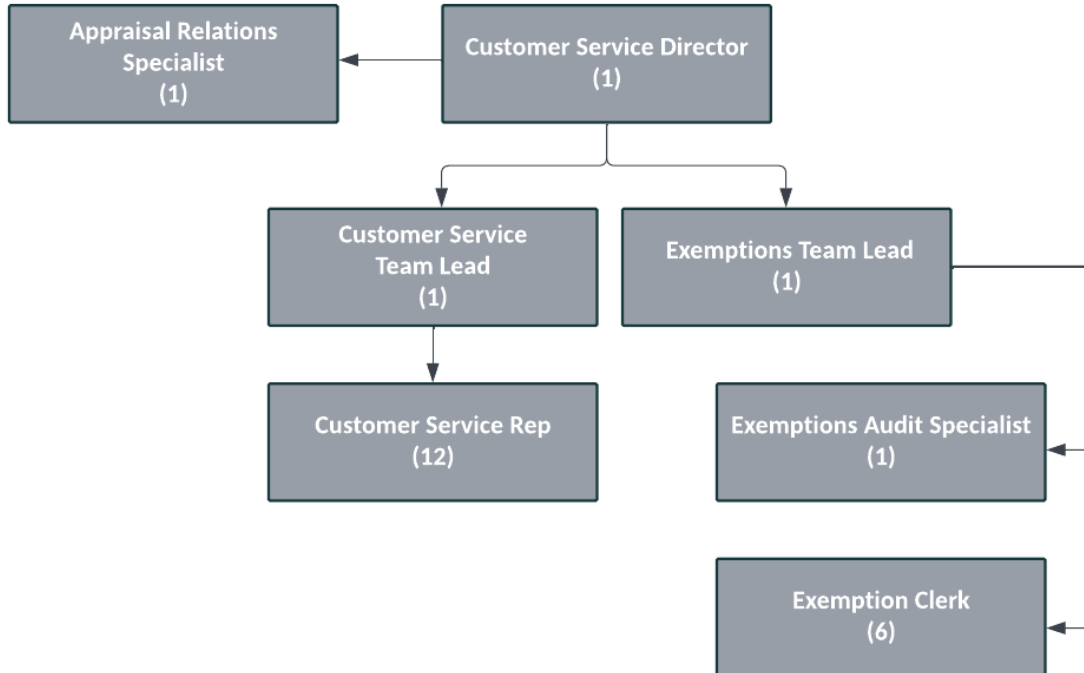 Appraisal Relations
Specialist
(1)
Customer Service Director
(1)
Customer Service
Team Lead
(1)
Exemptions Team Lead
(1)
Customer Service Rep
(12)
Exemptions Audit Specialist
(1)
Exemption Clerk
(6)